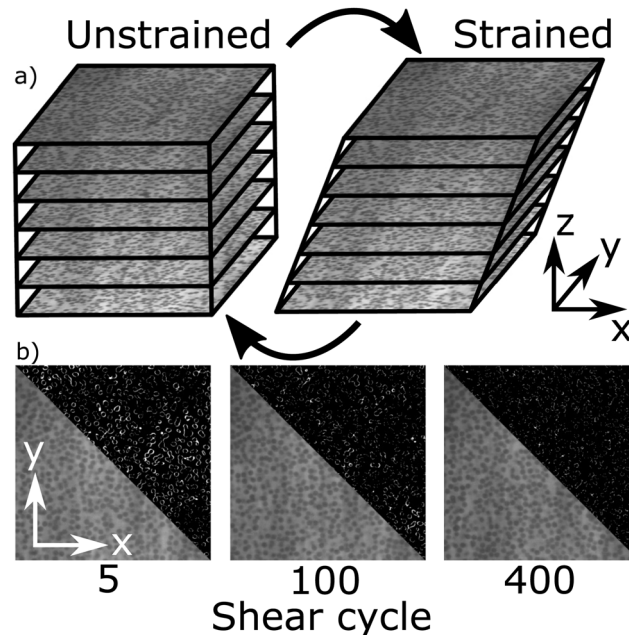 Unstrained
Strained
a)
z
y
x
b)
y
x
5
100
400
Shear cycle